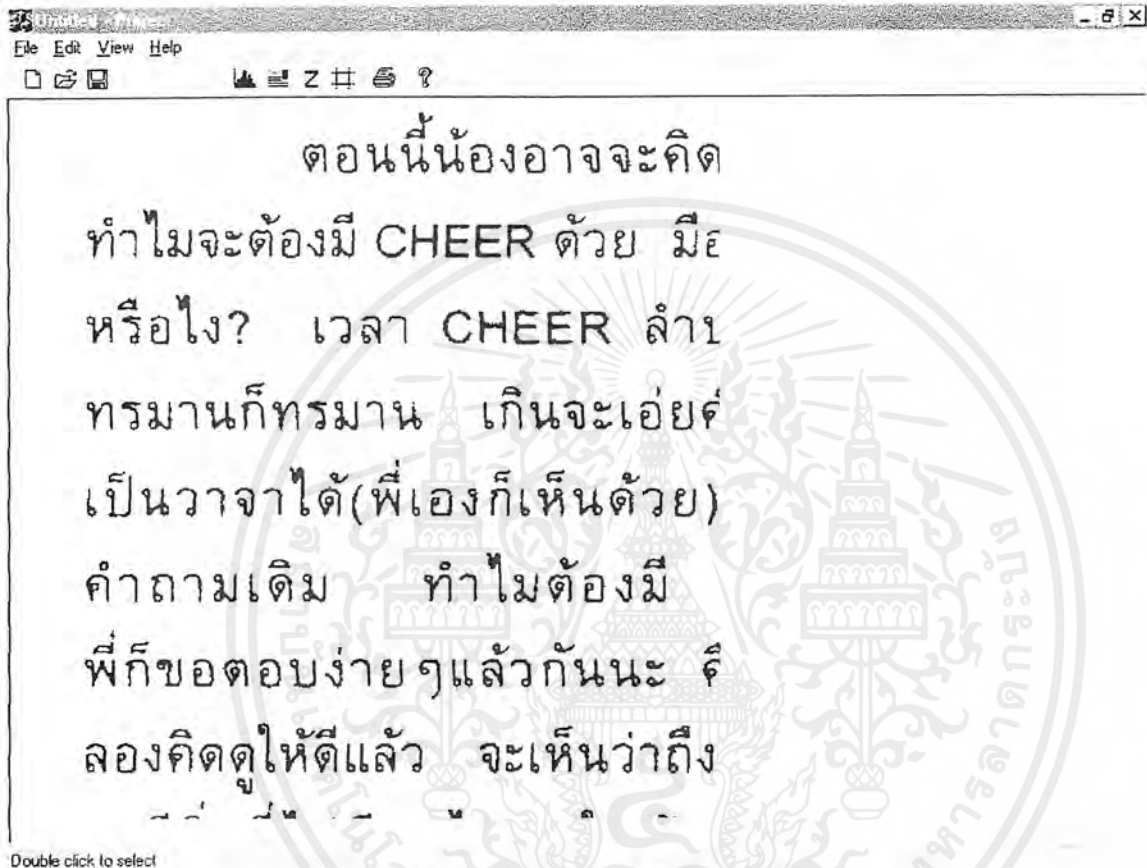 Untitled - Project
File Edit View Help
ตอนนี้น้องอาจจะคิด
ทำไมจะต้องมี CHEER ด้วย มี
หรือไง? เวลา CHEER
ทรมานก็ทรมาน เกินจะเอ่ย
เป็นวาจาได้(พี่เองก็เห็นด้วย)
คำถามเดิม ทำไมต้องมี
พี่ก็ขอตอบง่ายๆแล้วกันนะ
ลองคิดดูให้ดีแล้ว จะเห็นว่าถึง
Double click to select